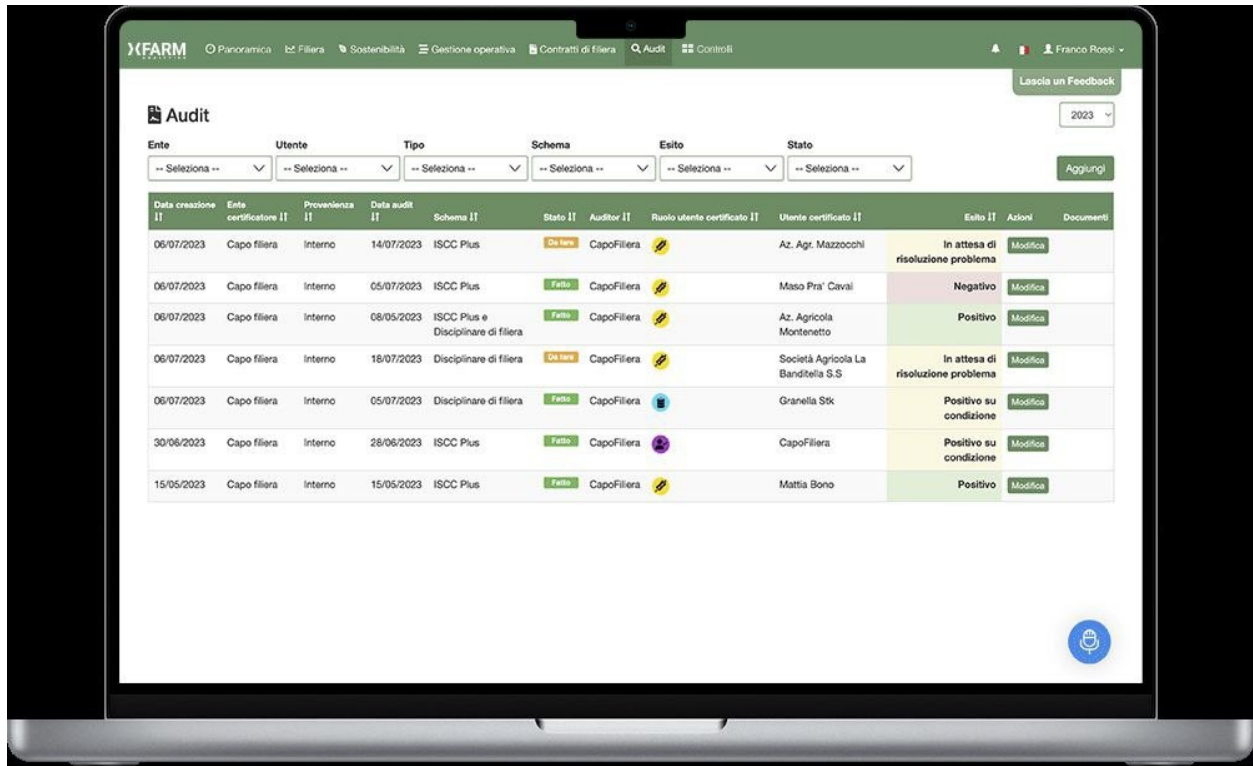 XFARM
ANALYTICS
Panoramica Filiera Sostenibilità Gestione operativa Contratti di filiera Audit Controlli Franco Rossi
Lascia un Feedback
Audit
2023
Ente Utente Tipo Schema Esito Stato
-- Seleziona -- -- Seleziona -- -- Seleziona -- -- Seleziona -- -- Seleziona -- -- Seleziona -- Aggiungi
Data creazione Ente certificatore Provenienza Data audit Schema Stato Auditor Ruolo utente certificato Utente certificato Esito Azioni Documenti
06/07/2023 Capo filiera Interno 14/07/2023 ISCC Plus Da fare CapoFiliera Az. Agr. Mazzocchi In attesa di
risoluzione problema Modifica
06/07/2023 Capo filiera Interno 05/07/2023 ISCC Plus Fatto CapoFiliera Maso Pra' Cavai Negativo Modifica
06/07/2023 Capo filiera Interno 08/05/2023 ISCC Plus e CapoFiliera Az. Agricola Positivo Modifica
Disciplinare di filiera Fatto Montenetto
06/07/2023 Capo filiera Interno 18/07/2023 Disciplinare di filiera Da fare CapoFiliera Società Agricola La In attesa di Modifica
Banditella S.S risoluzione problema
06/07/2023 Capo filiera Interno 05/07/2023 Disciplinare di filiera Fatto CapoFiliera Granella Stk Positivo su Modifica
condizione
30/06/2023 Capo filiera Interno 28/06/2023 ISCC Plus Fatto CapoFiliera CapoFiliera Positivo su Modifica
condizione
15/05/2023 Capo filiera Interno 15/05/2023 ISCC Plus Fatto CapoFiliera Mattia Bono Positivo Modifica